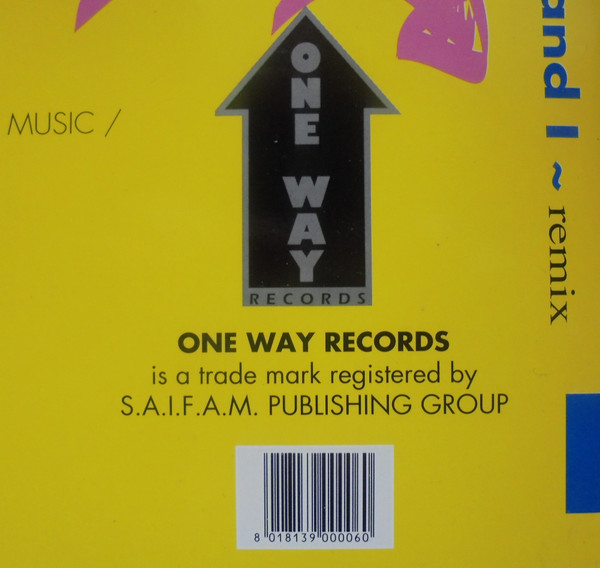 MUSIC /
ONE
WAY
RECORDS
ONE WAY RECORDS
is a trade mark registered by
S.A.I.F.A.M. PUBLISHING GROUP
8 018139 000060
and I ~ remix